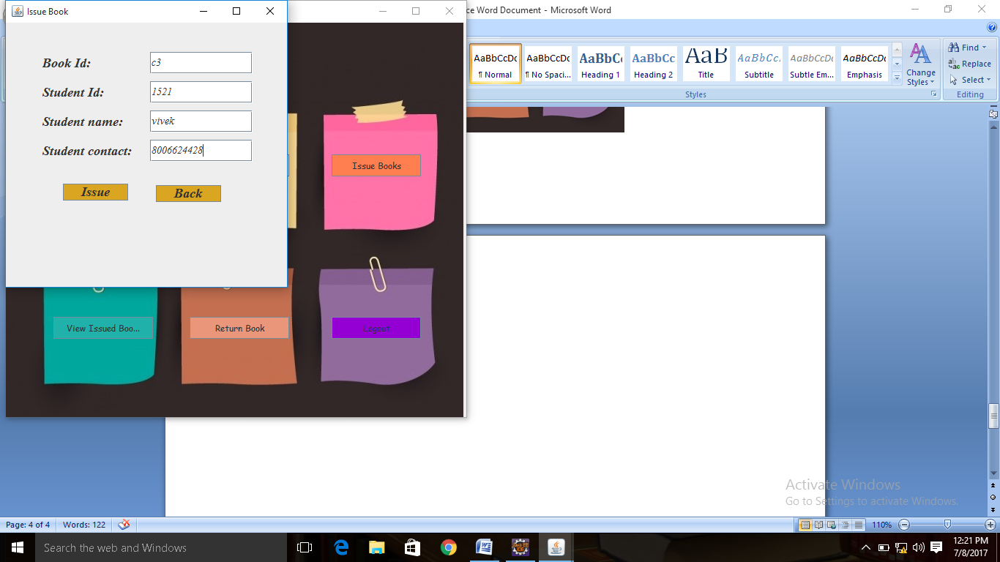 Issue Book
ce Word Document - Microsoft Word
Book Id:
c3
Student Id:
1521
Student name:
vivek
Student contact:
8006624428
Issue
Back
Issue Books
View Issued Boo...
Return Book
Logout
AaBbCcDc
¶ Normal
AaBbCcDc
¶ No Spaci...
AaBbC
Heading 1
AaBbCc
Heading 2
AaB
Title
AaBbCc.
Subtitle
AaBbCcDc
Subtle Em...
AaBbCcDc
Emphasis
Change
Styles
Styles
Find
Replace
Select
Editing
Activate Windows
Go to Settings to activate Windows.
Page: 4 of 4
Words: 122
110%
Search the web and Windows
Java EE
IDE
12:21 PM
7/8/2017